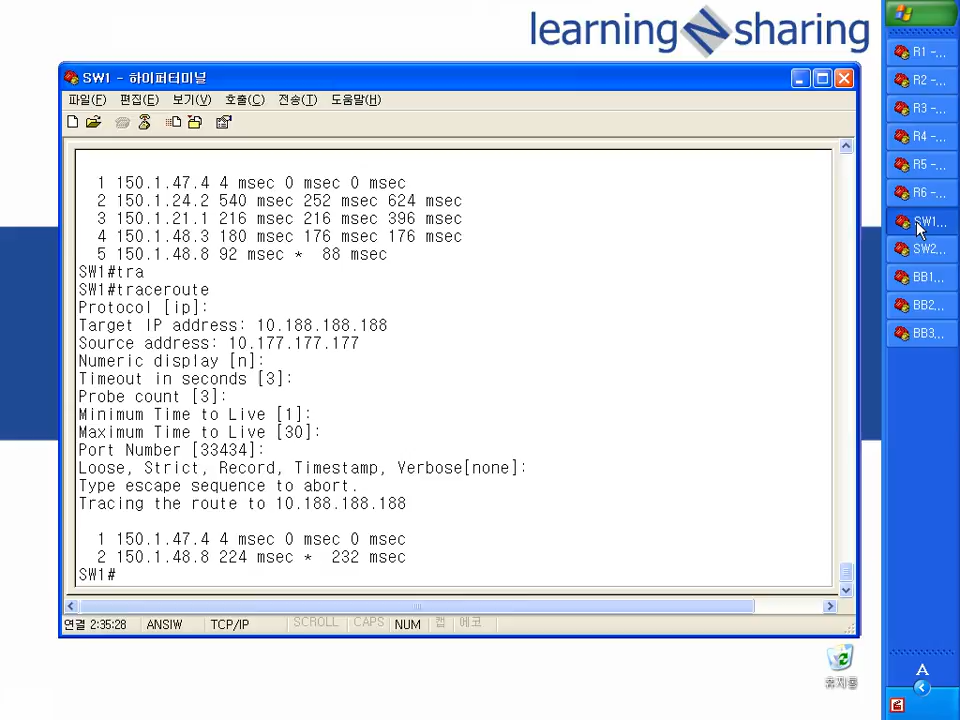 learning N sharing
SW1 - 하이퍼터미널
파일(F) 편집(E) 보기(V) 호출(C) 전송(T) 도움말(H)
1 150.1.47.4 4 msec 0 msec 0 msec
2 150.1.24.2 540 msec 252 msec 624 msec
3 150.1.21.1 216 msec 216 msec 396 msec
4 150.1.48.3 180 msec 176 msec 176 msec
5 150.1.48.8 92 msec * 88 msec
SW1#tra
SW1#traceroute
Protocol [ip]:
Target IP address: 10.188.188.188
Source address: 10.177.177.177
Numeric display [n]:
Timeout in seconds [3]:
Probe count [3]:
Minimum Time to Live [1]:
Maximum Time to Live [30]:
Port Number [33434]:
Loose, Strict, Record, Timestamp, Verbose[none]:
Type escape sequence to abort.
Tracing the route to 10.188.188.188
1 150.1.47.4 4 msec 0 msec 0 msec
2 150.1.48.8 224 msec * 232 msec
SW1#
연결 2:35:28 ANSIW TCP/IP SCROLL CAPS NUM 캡 에코
휴지통
R1 -...
R2 -...
R3 -...
R4 -...
R5 -...
R6 -...
SW1...
SW2...
BB1...
BB2...
BB3...
A